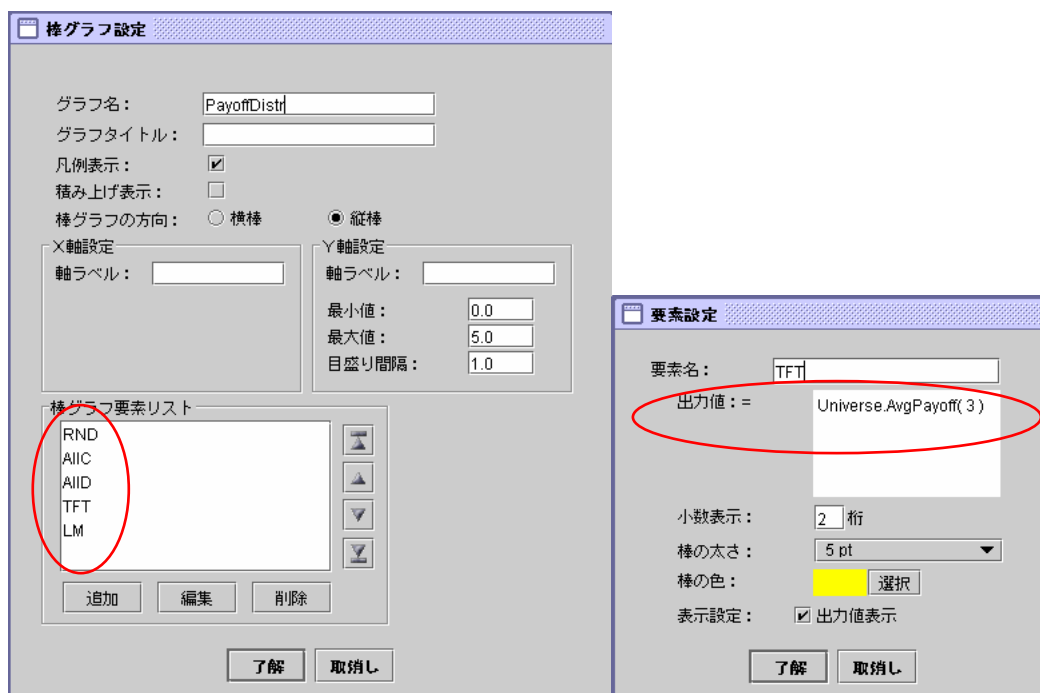 棒グラフ設定
グラフ名： PayoffDistr
グラフタイトル：
凡例表示：
積み上げ表示：
棒グラフの方向： 横棒 縦棒
X軸設定
軸ラベル：
Y軸設定
軸ラベル：
最小値： 0.0
最大値： 5.0
目盛り間隔： 1.0
棒グラフ要素リスト
RND
AllC
AllD
TFT
LM
追加 編集 削除
了解 取消し
要素設定
要素名： TFT
出力値：= Universe.AvgPayoff( 3 )
小数表示： 2 桁
棒の太さ： 5 pt
棒の色： 選択
表示設定： 出力値表示
了解 取消し